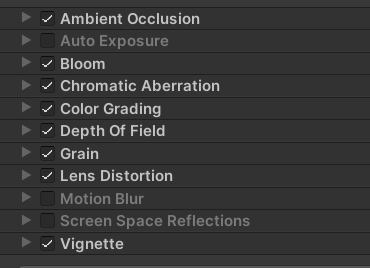 Ambient Occlusion
Auto Exposure
Bloom
Chromatic Aberration
Color Grading
Depth Of Field
Grain
Lens Distortion
Motion Blur
Screen Space Reflections
Vignette